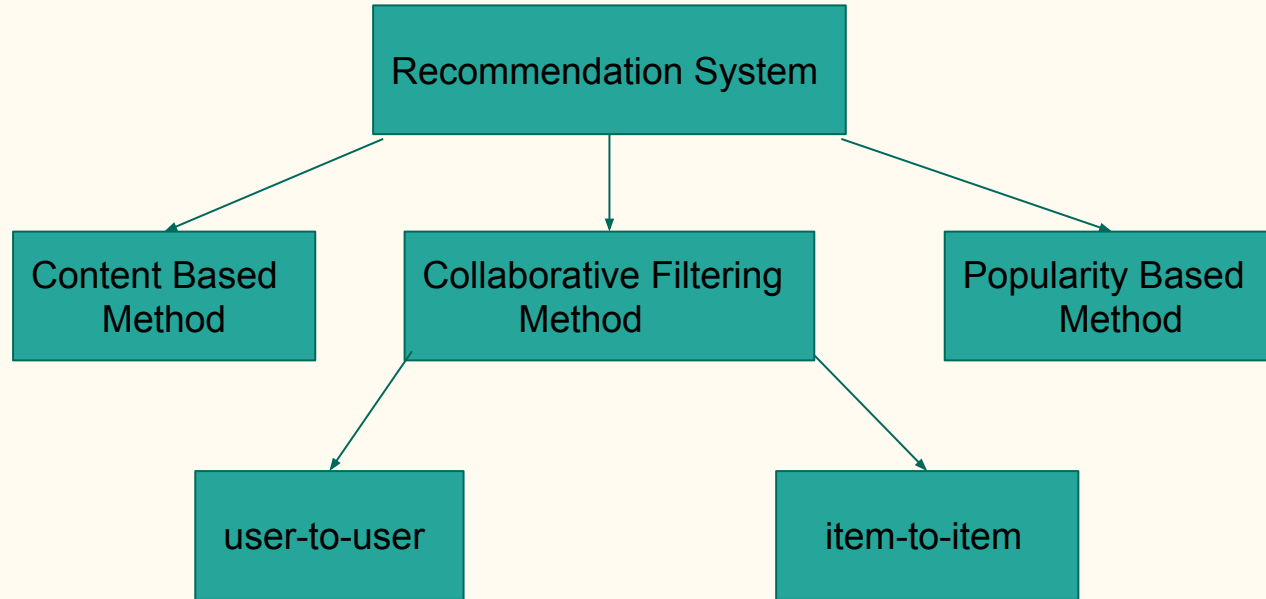 Recommendation System
Content Based
Method
Collaborative Filtering
Method
Popularity Based
Method
user-to-user
item-to-item